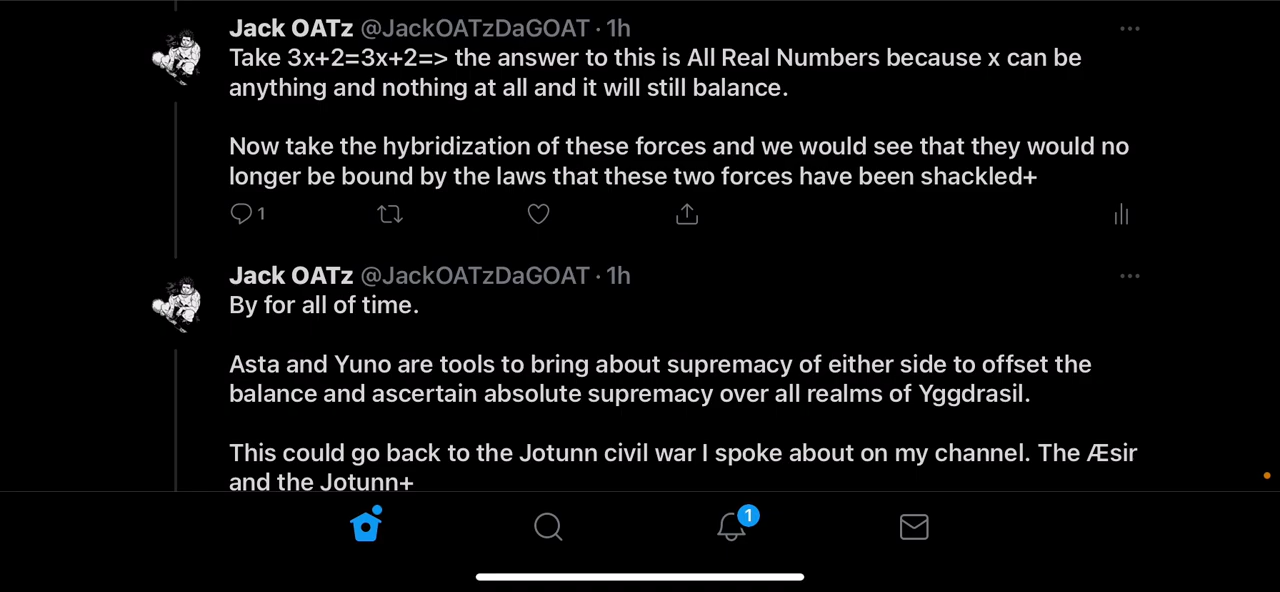 Jack OATz @JackOATzDaGOAT · 1h
Take 3x+2=3x+2=> the answer to this is All Real Numbers because x can be
anything and nothing at all and it will still balance.
Now take the hybridization of these forces and we would see that they would no
longer be bound by the laws that these two forces have been shackled+
1
Jack OATz @JackOATzDaGOAT · 1h
By for all of time.
Asta and Yuno are tools to bring about supremacy of either side to offset the
balance and ascertain absolute supremacy over all realms of Yggdrasil.
This could go back to the Jotunn civil war I spoke about on my channel. The Æsir
and the Jotunn+
1